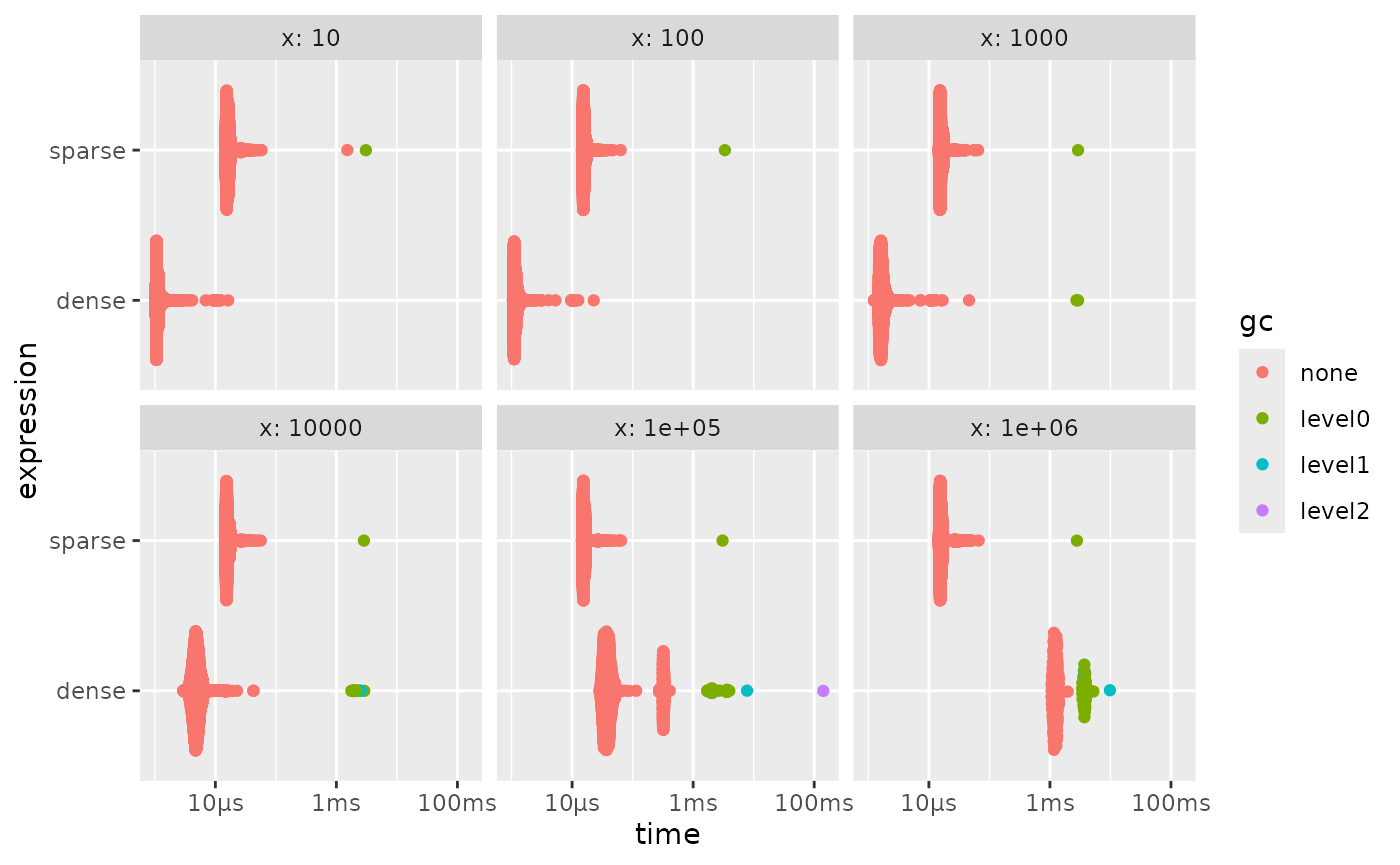 x: 10
x: 100
x: 1000
sparse
dense
x: 10000
x: 1e+05
x: 1e+06
sparse
dense
10µs
1ms
100ms
10µs
1ms
100ms
10µs
1ms
100ms
time
expression
gc
none
level0
level1
level2